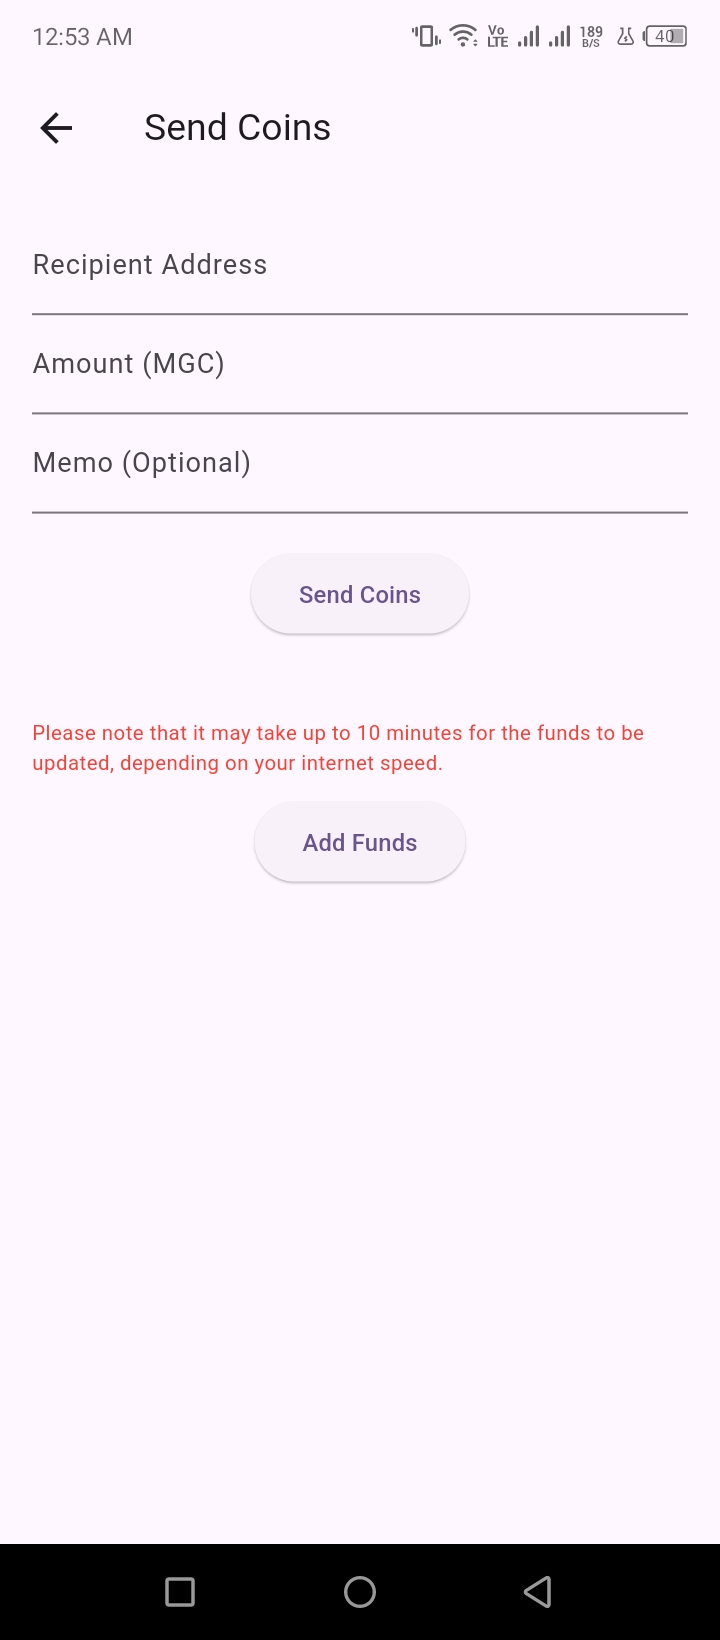 12:53 AM
Vo
LTE
189
B/S
40
Send Coins
Recipient Address
Amount (MGC)
Memo (Optional)
Send Coins
Please note that it may take up to 10 minutes for the funds to be
updated, depending on your internet speed.
Add Funds